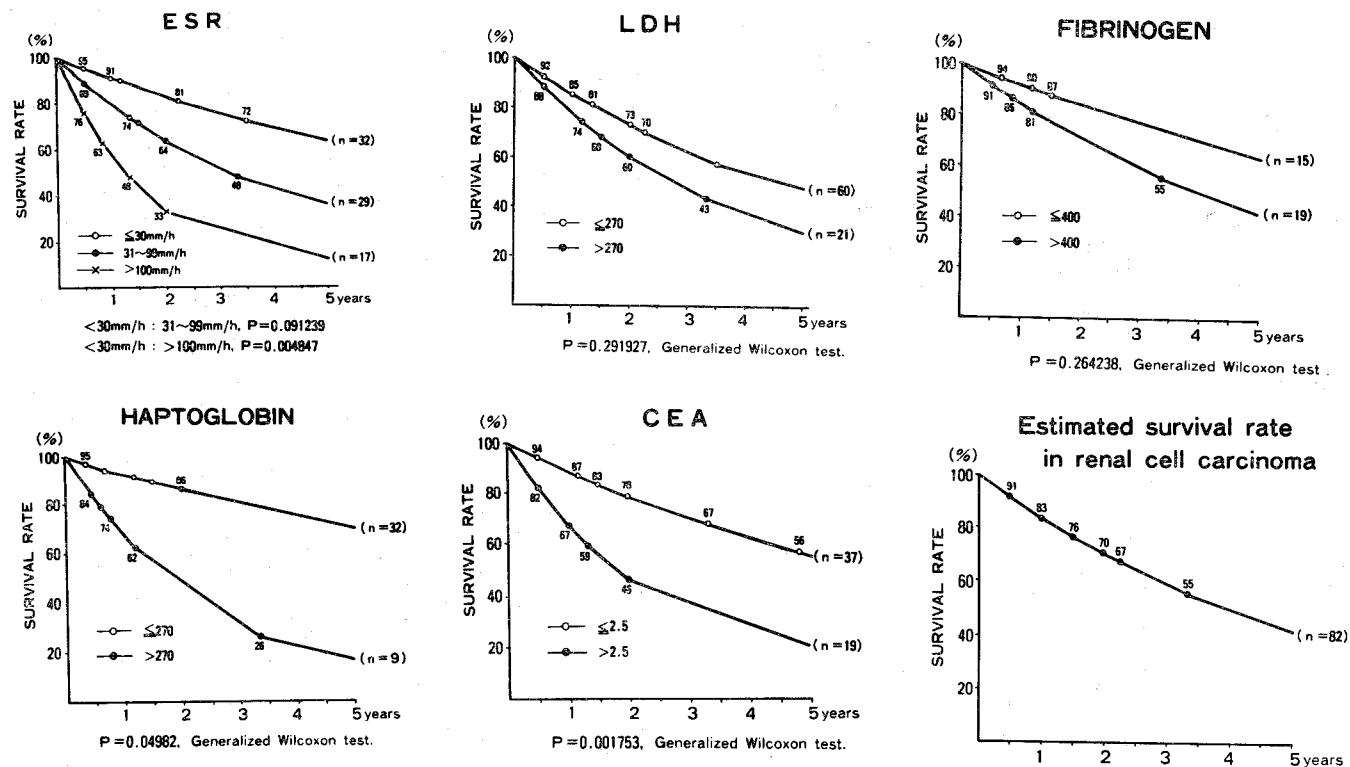 ESR
(%)
100
80
60
40
20
SURVIVAL RATE
95
91
81
72
(n=32)
89
74
64
48
(n=29)
76
63
48
33
(n=17)
≦30mm/h
31~99mm/h
>100mm/h
1 2 3 4 5 years
<30mm/h : 31~99mm/h, P=0.091239
<30mm/h : >100mm/h, P=0.004847
LDH
(%)
100
80
60
40
20
SURVIVAL RATE
92
85
81
73
70
(n=60)
88
74
68
60
43
(n=21)
≦270
>270
1 2 3 4 5 years
P=0.291927, Generalized Wilcoxon test.
FIBRINOGEN
(%)
100
80
60
40
20
SURVIVAL RATE
94
90
87
(n=15)
91
86
81
55
(n=19)
≦400
>400
1 2 3 4 5 years
P=0.264238, Generalized Wilcoxon test.
HAPTOGLOBIN
(%)
100
80
60
40
20
SURVIVAL RATE
95
86
(n=32)
84
74
62
26
(n=9)
≦270
>270
1 2 3 4 5 years
P=0.04982, Generalized Wilcoxon test.
CEA
(%)
100
80
60
40
20
SURVIVAL RATE
94
87
83
78
67
56
(n=37)
82
67
59
45
(n=19)
≦2.5
>2.5
1 2 3 4 5 years
P=0.001753, Generalized Wilcoxon test.
Estimated survival rate
in renal cell carcinoma
(%)
100
80
60
40
20
SURVIVAL RATE
91
83
76
70
67
55
(n=82)
1 2 3 4 5 years